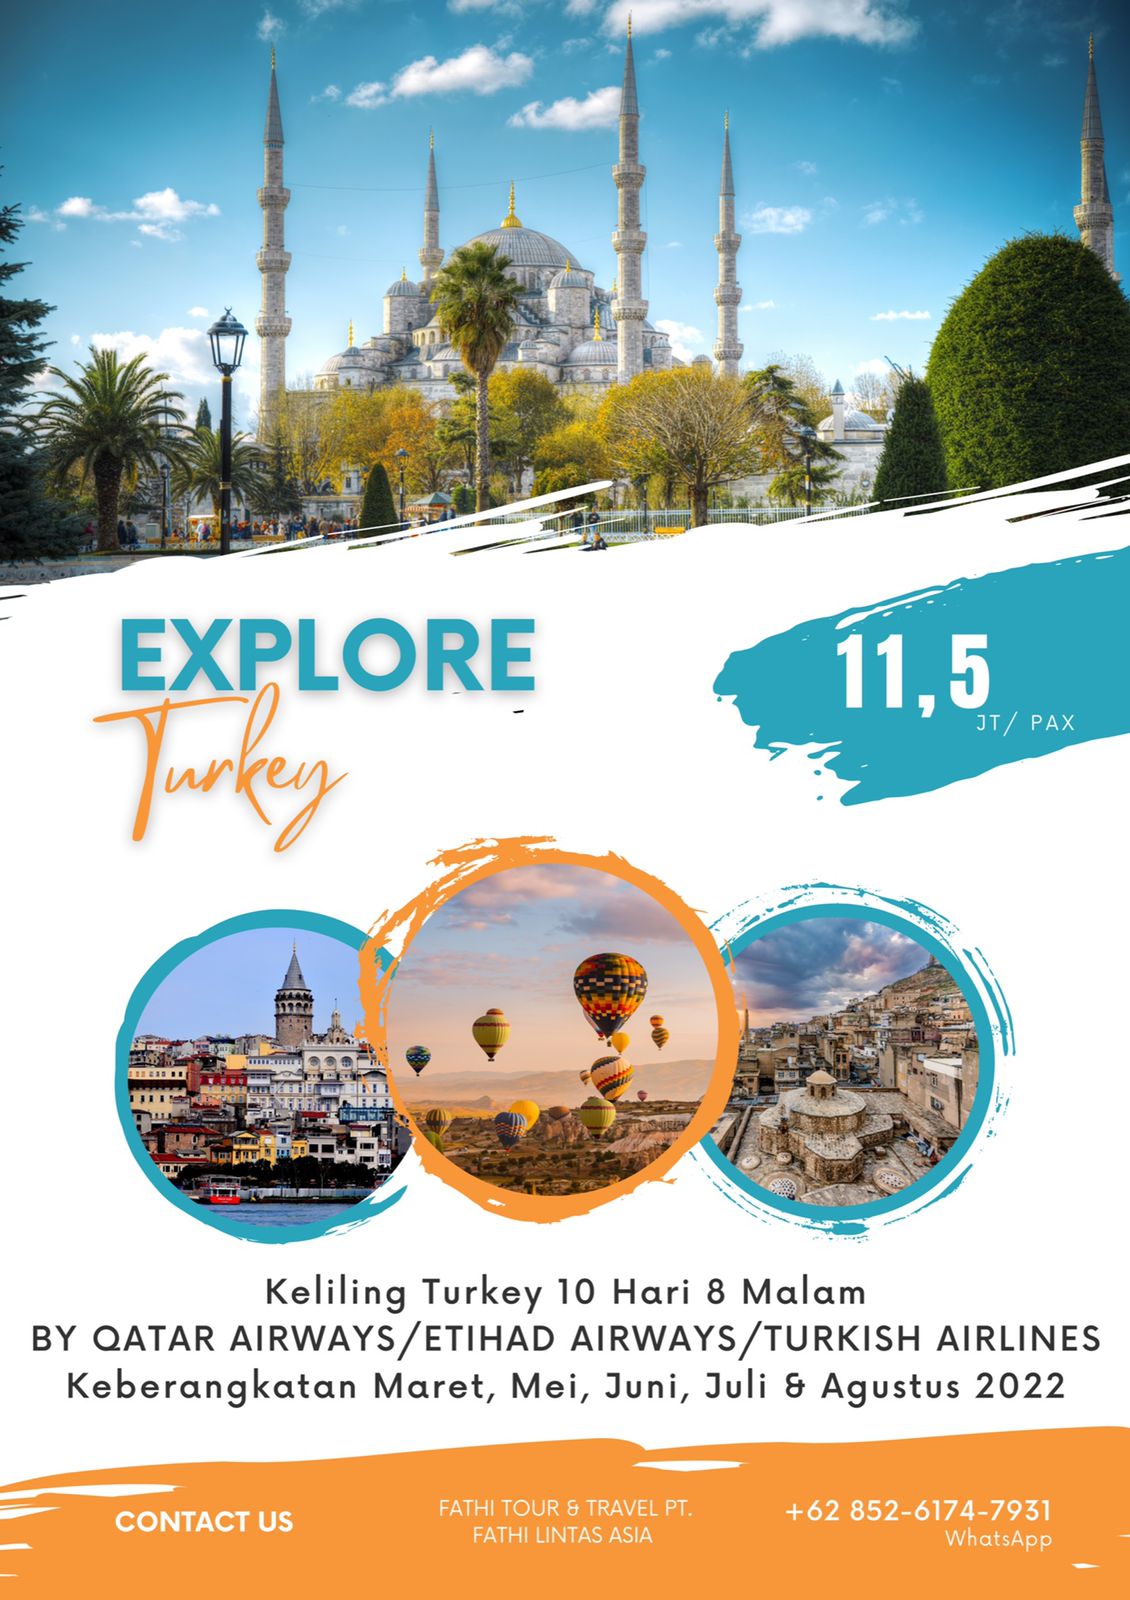 EXPLORE
Turkey
11,5
JT/ PAX
Keliling Turkey 10 Hari 8 Malam
BY QATAR AIRWAYS/ETIHAD AIRWAYS/TURKISH AIRLINES
Keberangkatan Maret, Mei, Juni, Juli & Agustus 2022
CONTACT US
FATHI TOUR & TRAVEL PT.
FATHI LINTAS ASIA
+62 852-6174-7931
WhatsApp